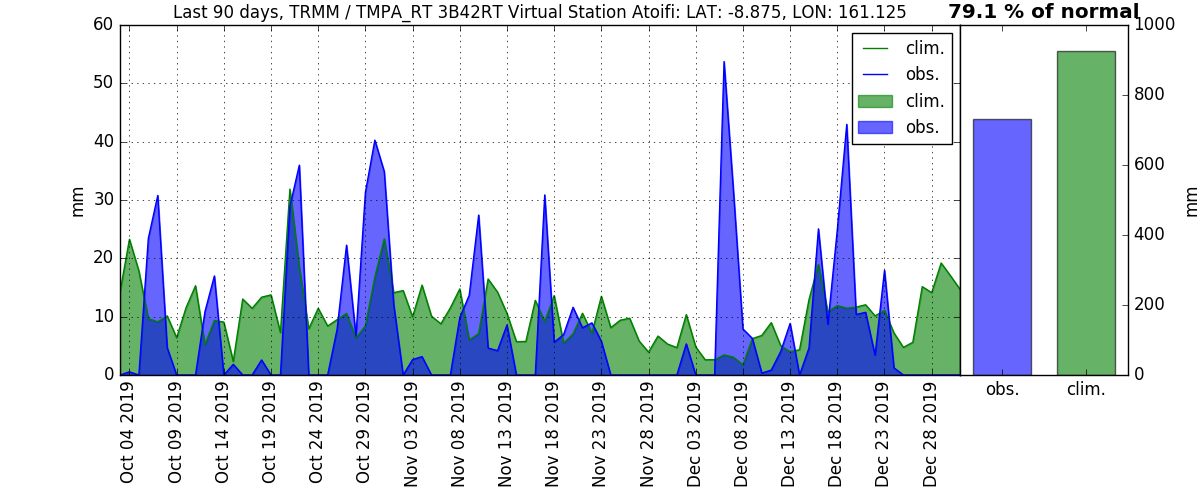 Last 90 days, TRMM / TMPA_RT 3B42RT Virtual Station Atoifi: LAT: -8.875, LON: 161.125
79.1 % of normal
60
50
40
30
20
10
0
mm
clim.
obs.
clim.
obs.
Oct 04 2019
Oct 09 2019
Oct 14 2019
Oct 19 2019
Oct 24 2019
Oct 29 2019
Nov 03 2019
Nov 08 2019
Nov 13 2019
Nov 18 2019
Nov 23 2019
Nov 28 2019
Dec 03 2019
Dec 08 2019
Dec 13 2019
Dec 18 2019
Dec 23 2019
Dec 28 2019
1000
800
600
400
200
0
mm
obs.
clim.